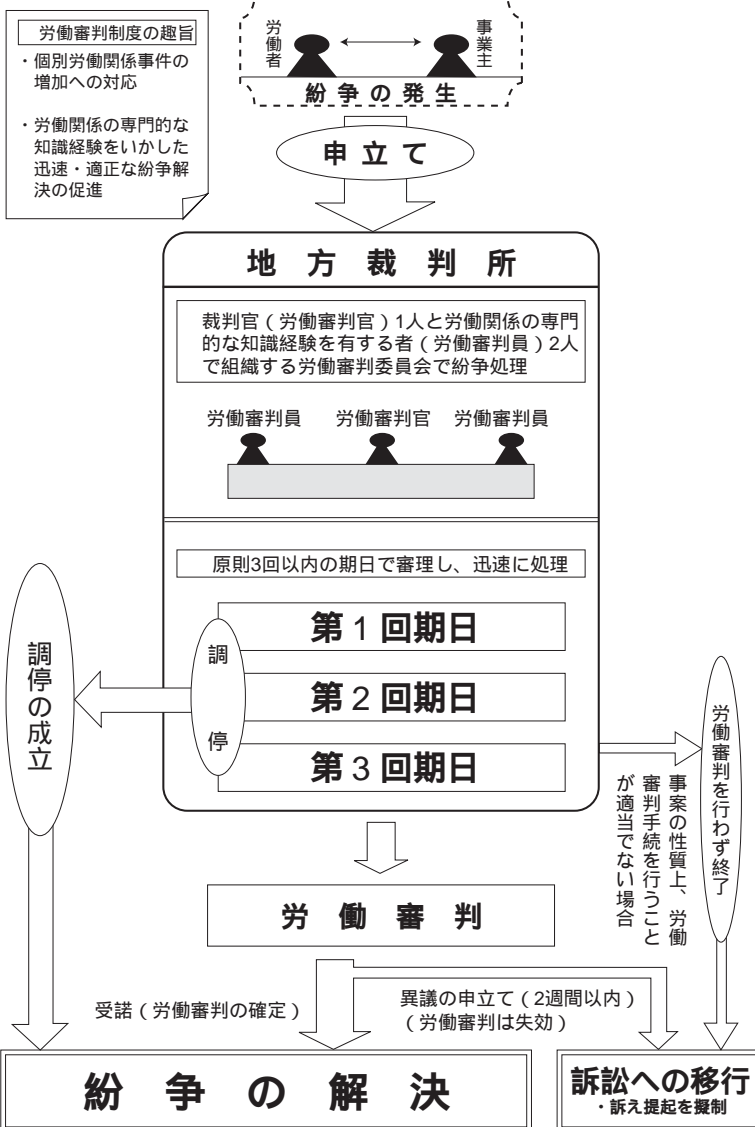 労働審判制度の趣旨
・個別労働関係事件の
増加への対応
・労働関係の専門的な
知識経験をいかした
迅速・適正な紛争解
決の促進
労働者
事業主
紛争の発生
申立て
地方裁判所
裁判官（労働審判官）1人と労働関係の専門
的な知識経験を有する者（労働審判員）2人
で組織する労働審判委員会で紛争処理
労働審判員 労働審判官 労働審判員
原則3回以内の期日で審理し、迅速に処理
第1回期日
第2回期日
第3回期日
調停
調停の成立
労働審判を行わず終了
事案の性質上、労働
審判手続を行うこと
が適当でない場合
労働審判
受諾（労働審判の確定）
異議の申立て（2週間以内）
（労働審判は失効）
紛争の解決
訴訟への移行
・訴え提起を擬制